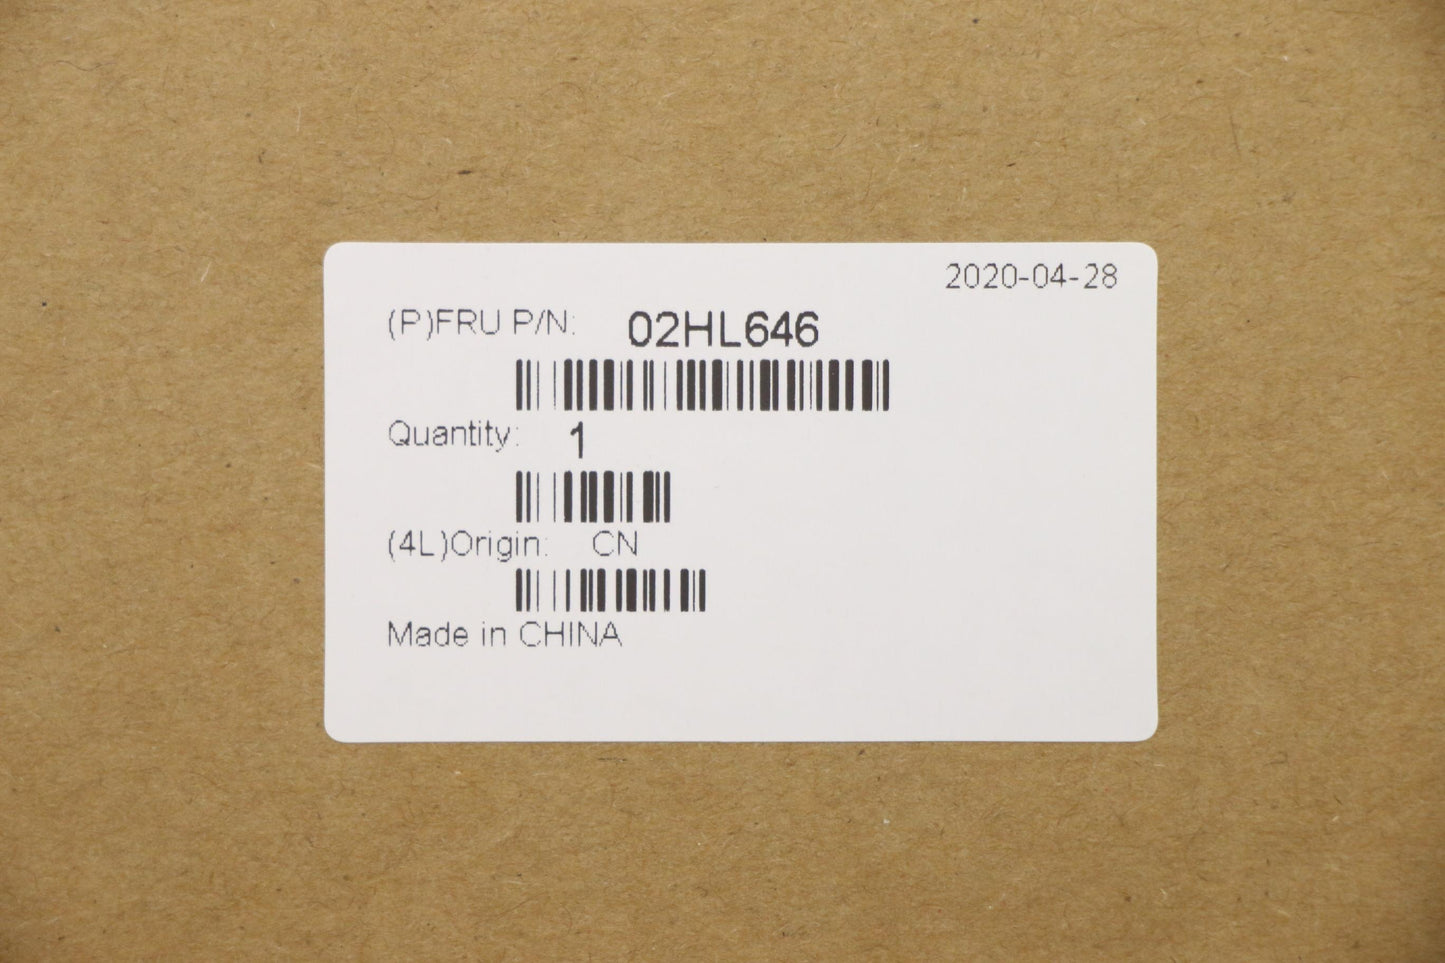 2020-04-28
(P)FRU P/N: 02HL646
Quantity: 1
(4L)Origin: CN
Made in CHINA